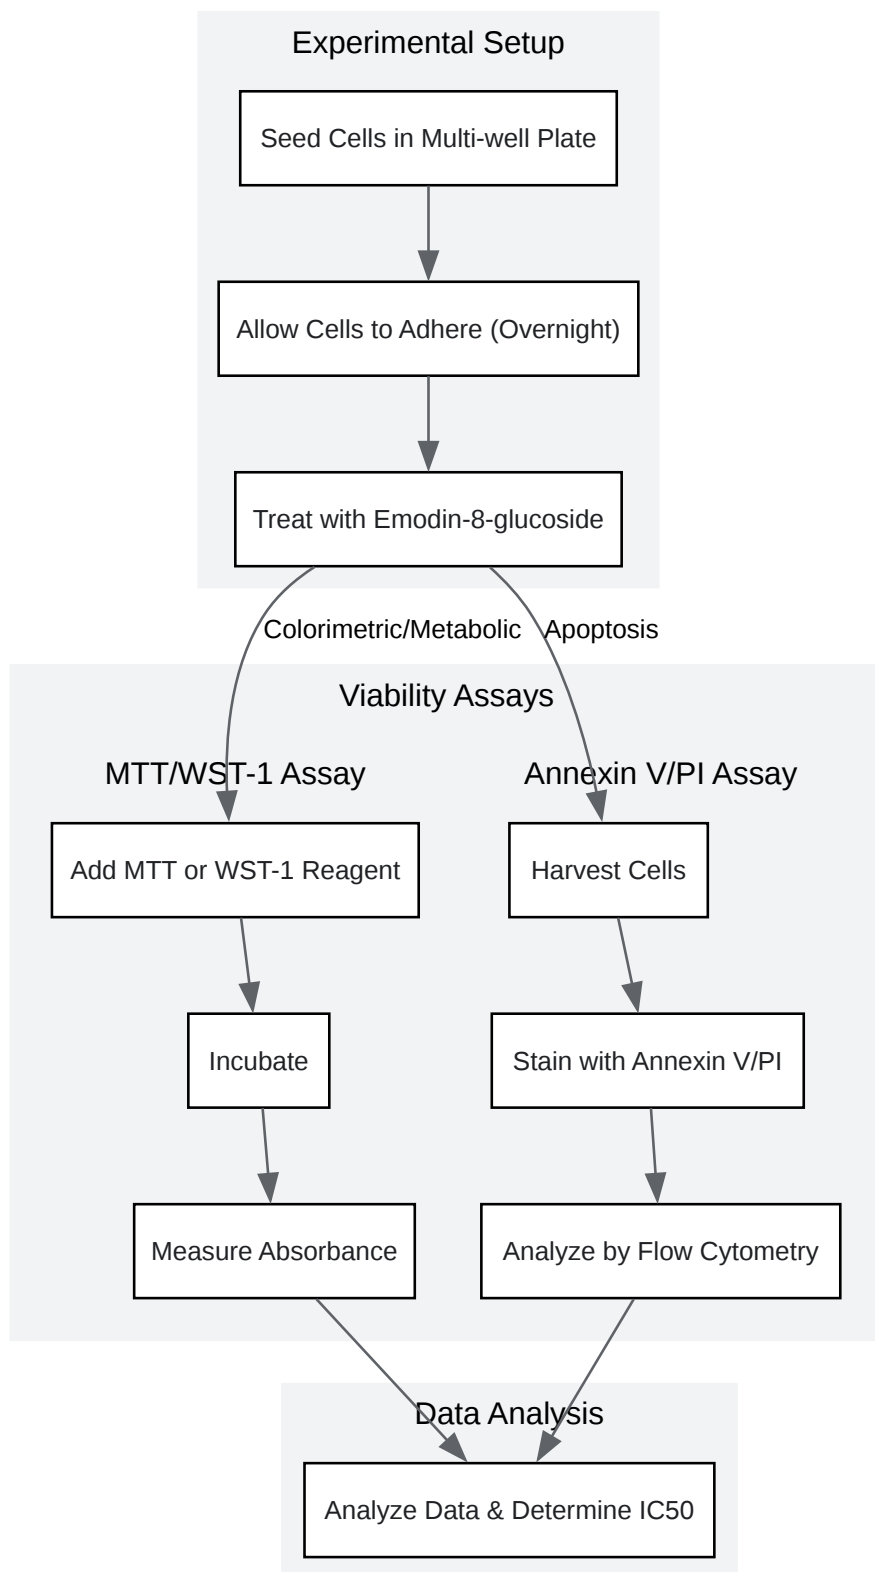 Experimental Setup
Seed Cells in Multi-well Plate
Allow Cells to Adhere (Overnight)
Treat with Emodin-8-glucoside
Colorimetric/Metabolic
Apoptosis
Viability Assays
MTT/WST-1 Assay
Annexin V/PI Assay
Add MTT or WST-1 Reagent
Harvest Cells
Incubate
Stain with Annexin V/PI
Measure Absorbance
Analyze by Flow Cytometry
Data Analysis
Analyze Data & Determine IC50